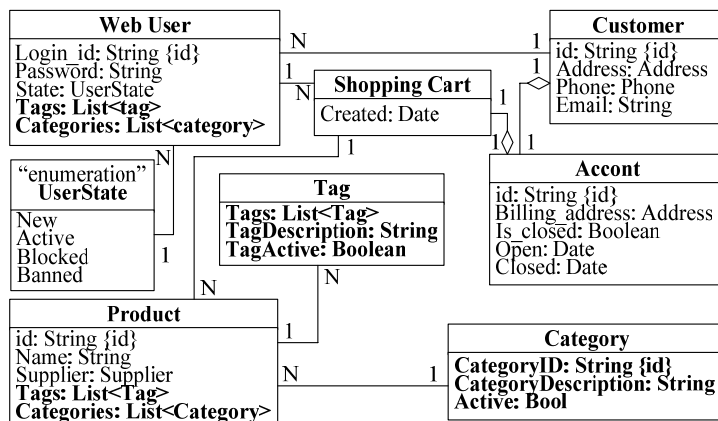 Web User
Login_id: String {id}
Password: String
State: UserState
Tags: List<tag>
Categories: List<category>
N
1
Customer
id: String {id}
Address: Address
Phone: Phone
Email: String
1
N
Shopping Cart
Created: Date
1
1
1
1
1
Accont
id: String {id}
Billing_address: Address
Is_closed: Boolean
Open: Date
Closed: Date
N
1
“enumeration”
UserState
New
Active
Blocked
Banned
1
Tag
Tags: List<Tag>
TagDescription: String
TagActive: Boolean
N
N
1
Product
id: String {id}
Name: String
Supplier: Supplier
Tags: List<Tag>
Categories: List<Category>
N
1
Category
CategoryID: String {id}
CategoryDescription: String
Active: Bool